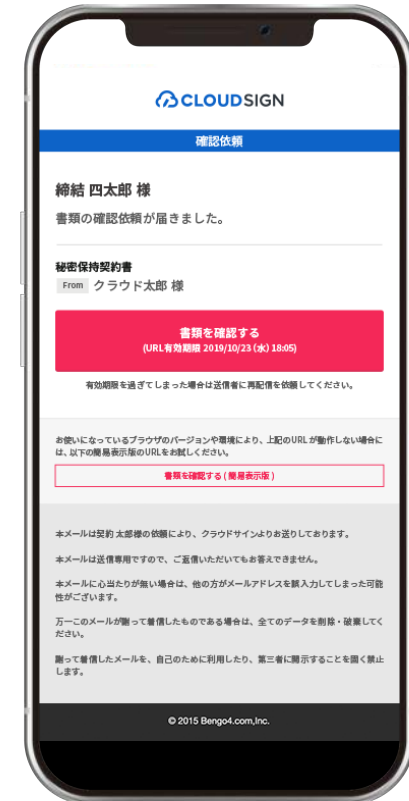 CLOUDSIGN
確認依頼
締結 四太郎 様
書類の確認依頼が届きました。
秘密保持契約書
From クラウド太郎 様
書類を確認する
(URL有効期限 2019/10/23 (水) 18:05)
有効期限を過ぎてしまった場合は送信者に再配信を依頼してください。
お使いになっているブラウザのバージョンや環境により、上記のURLが動作しない場合に
は、以下の簡易表示版のURLをお試しください。
書類を確認する ( 簡易表示版 )
本メールは契約 太郎様の依頼により、クラウドサインよりお送りしております。
本メールは送信専用ですので、ご返信いただいてもお答えできません。
本メールに心当たりが無い場合は、他の方がメールアドレスを誤入力してしまった可能
性がございます。
万一このメールが誤って着信したものである場合は、全てのデータを削除・破棄してく
ださい。
誤って着信したメールを、自己のために利用したり、第三者に開示することを固く禁止
します。
© 2015 Bengo4.com,Inc.